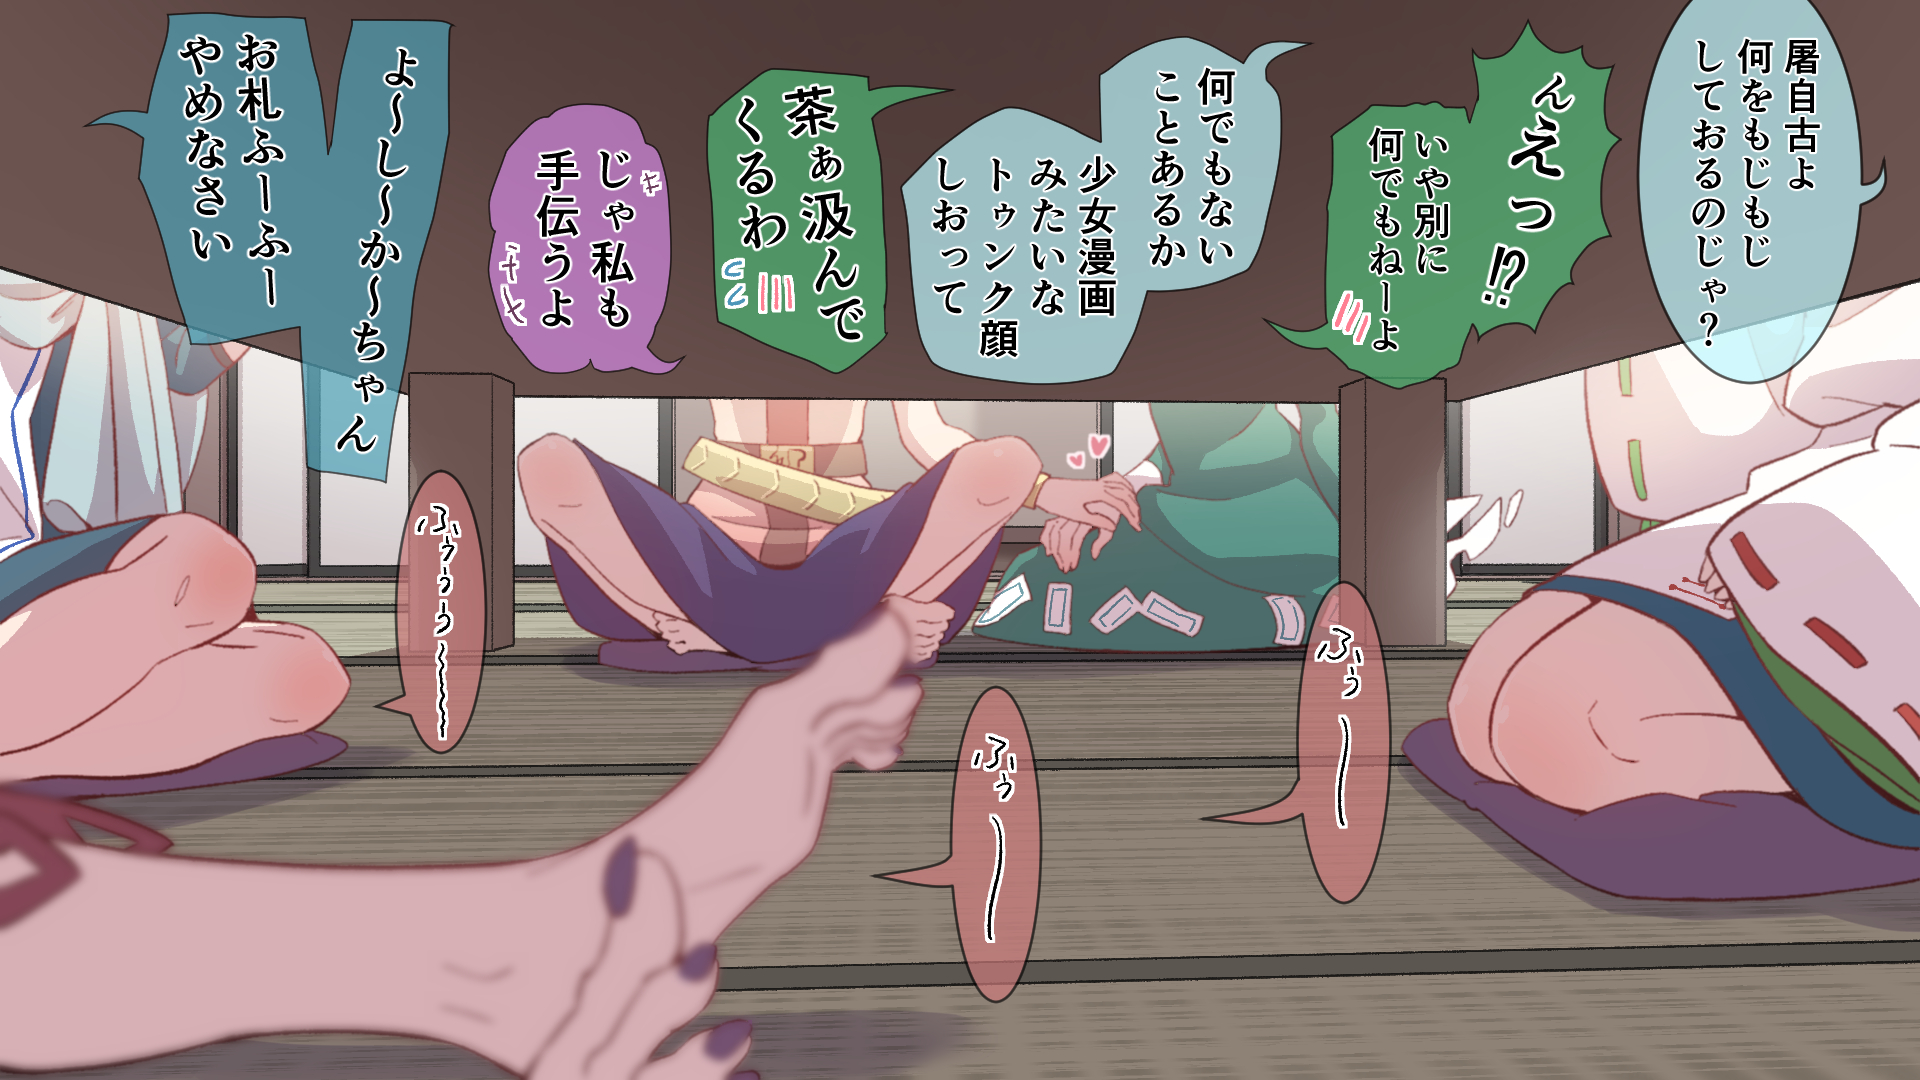 屠自古よ
何をもじもじ
しておるのじゃ？
んえっ⁉
いや別に
何でもねーよ
何でもない
ことあるか
少女漫画
みたいな
トゥンク顔
しおって
茶ぁ汲んで
くるわ
じゃ私も
手伝うよ
キャ
よ〜し〜か〜ちゃん
お札ふーふー
やめなさい
ふぅ〜
ふぅ〜
ふぅぅぅ〜